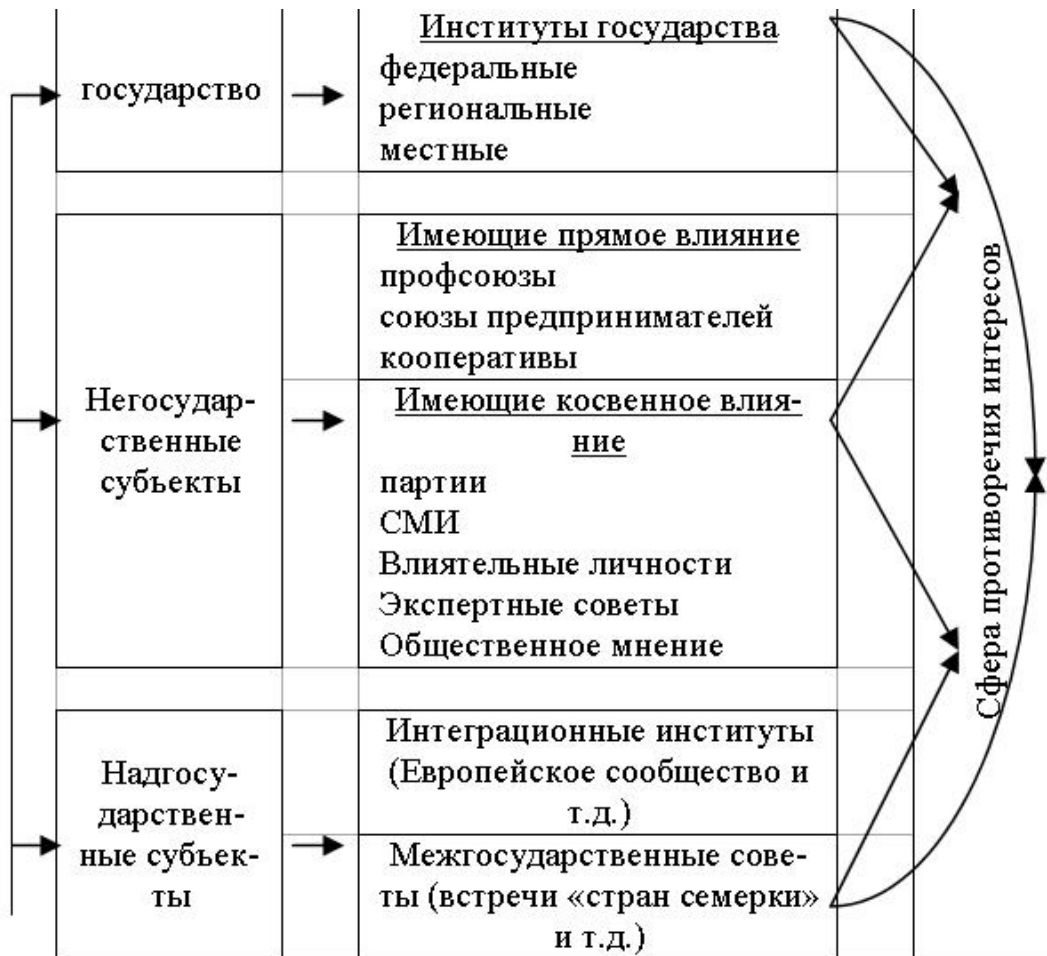 государство
Институты государства
федеральные
региональные
местные
Негосудар-
ственные
субъекты
Имеющие прямое влияние
профсоюзы
союзы предпринимателей
кооперативы
Имеющие косвенное влия-
ние
партии
СМИ
Влиятельные личности
Экспертные советы
Общественное мнение
Надгосу-
дарствен-
ные субъек-
ты
Интеграционные институты
(Европейское сообщество и
т.д.)
Межгосударственные сове-
ты (встречи «стран семерки»
и т.д.)
Сфера противоречия интересов